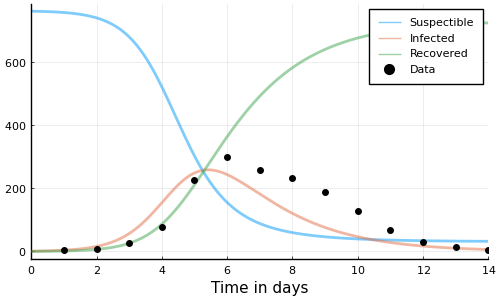 Suspectible
Infected
Recovered
Data
600
400
200
0
0 2 4 6 8 10 12 14
Time in days